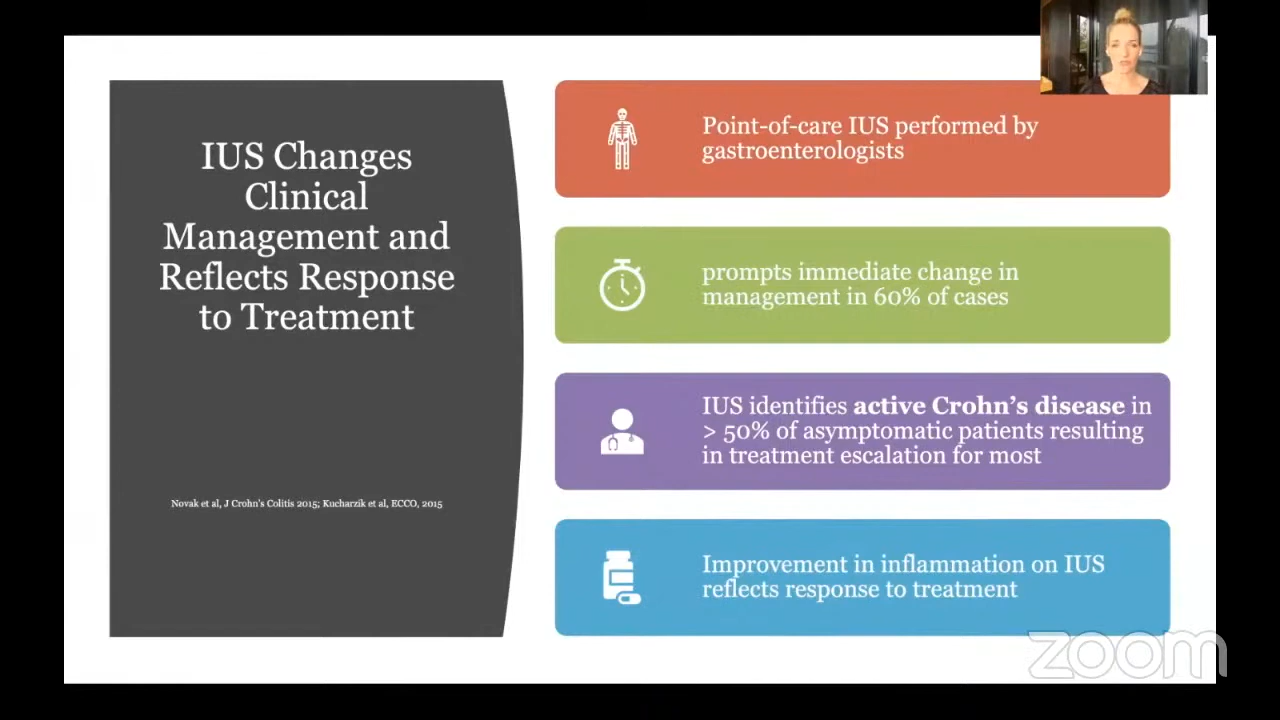 IUS Changes
Clinical
Management and
Reflects Response
to Treatment
Novak et al, J Crohn's Colitis 2015; Kucharzik et al, ECCO, 2015
Point-of-care IUS performed by
gastroenterologists
prompts immediate change in
management in 60% of cases
IUS identifies active Crohn's disease in
> 50% of asymptomatic patients resulting
in treatment escalation for most
Improvement in inflammation on IUS
reflects response to treatment
zoom